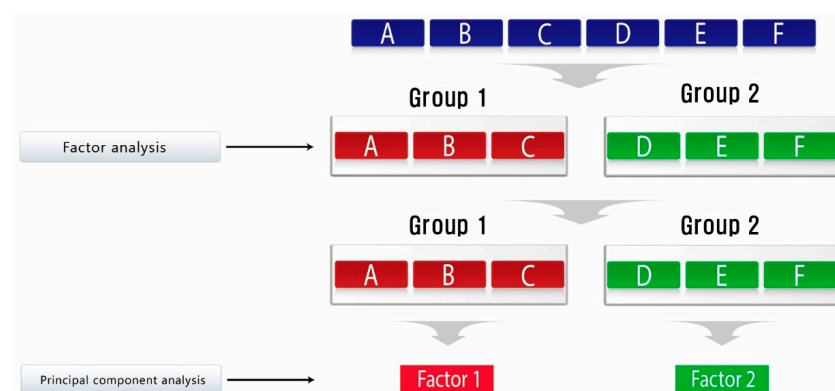 A B C D E F
Group 1 Group 2
Factor analysis A B C D E F
Group 1 Group 2
A B C D E F
Principal component analysis Factor 1 Factor 2